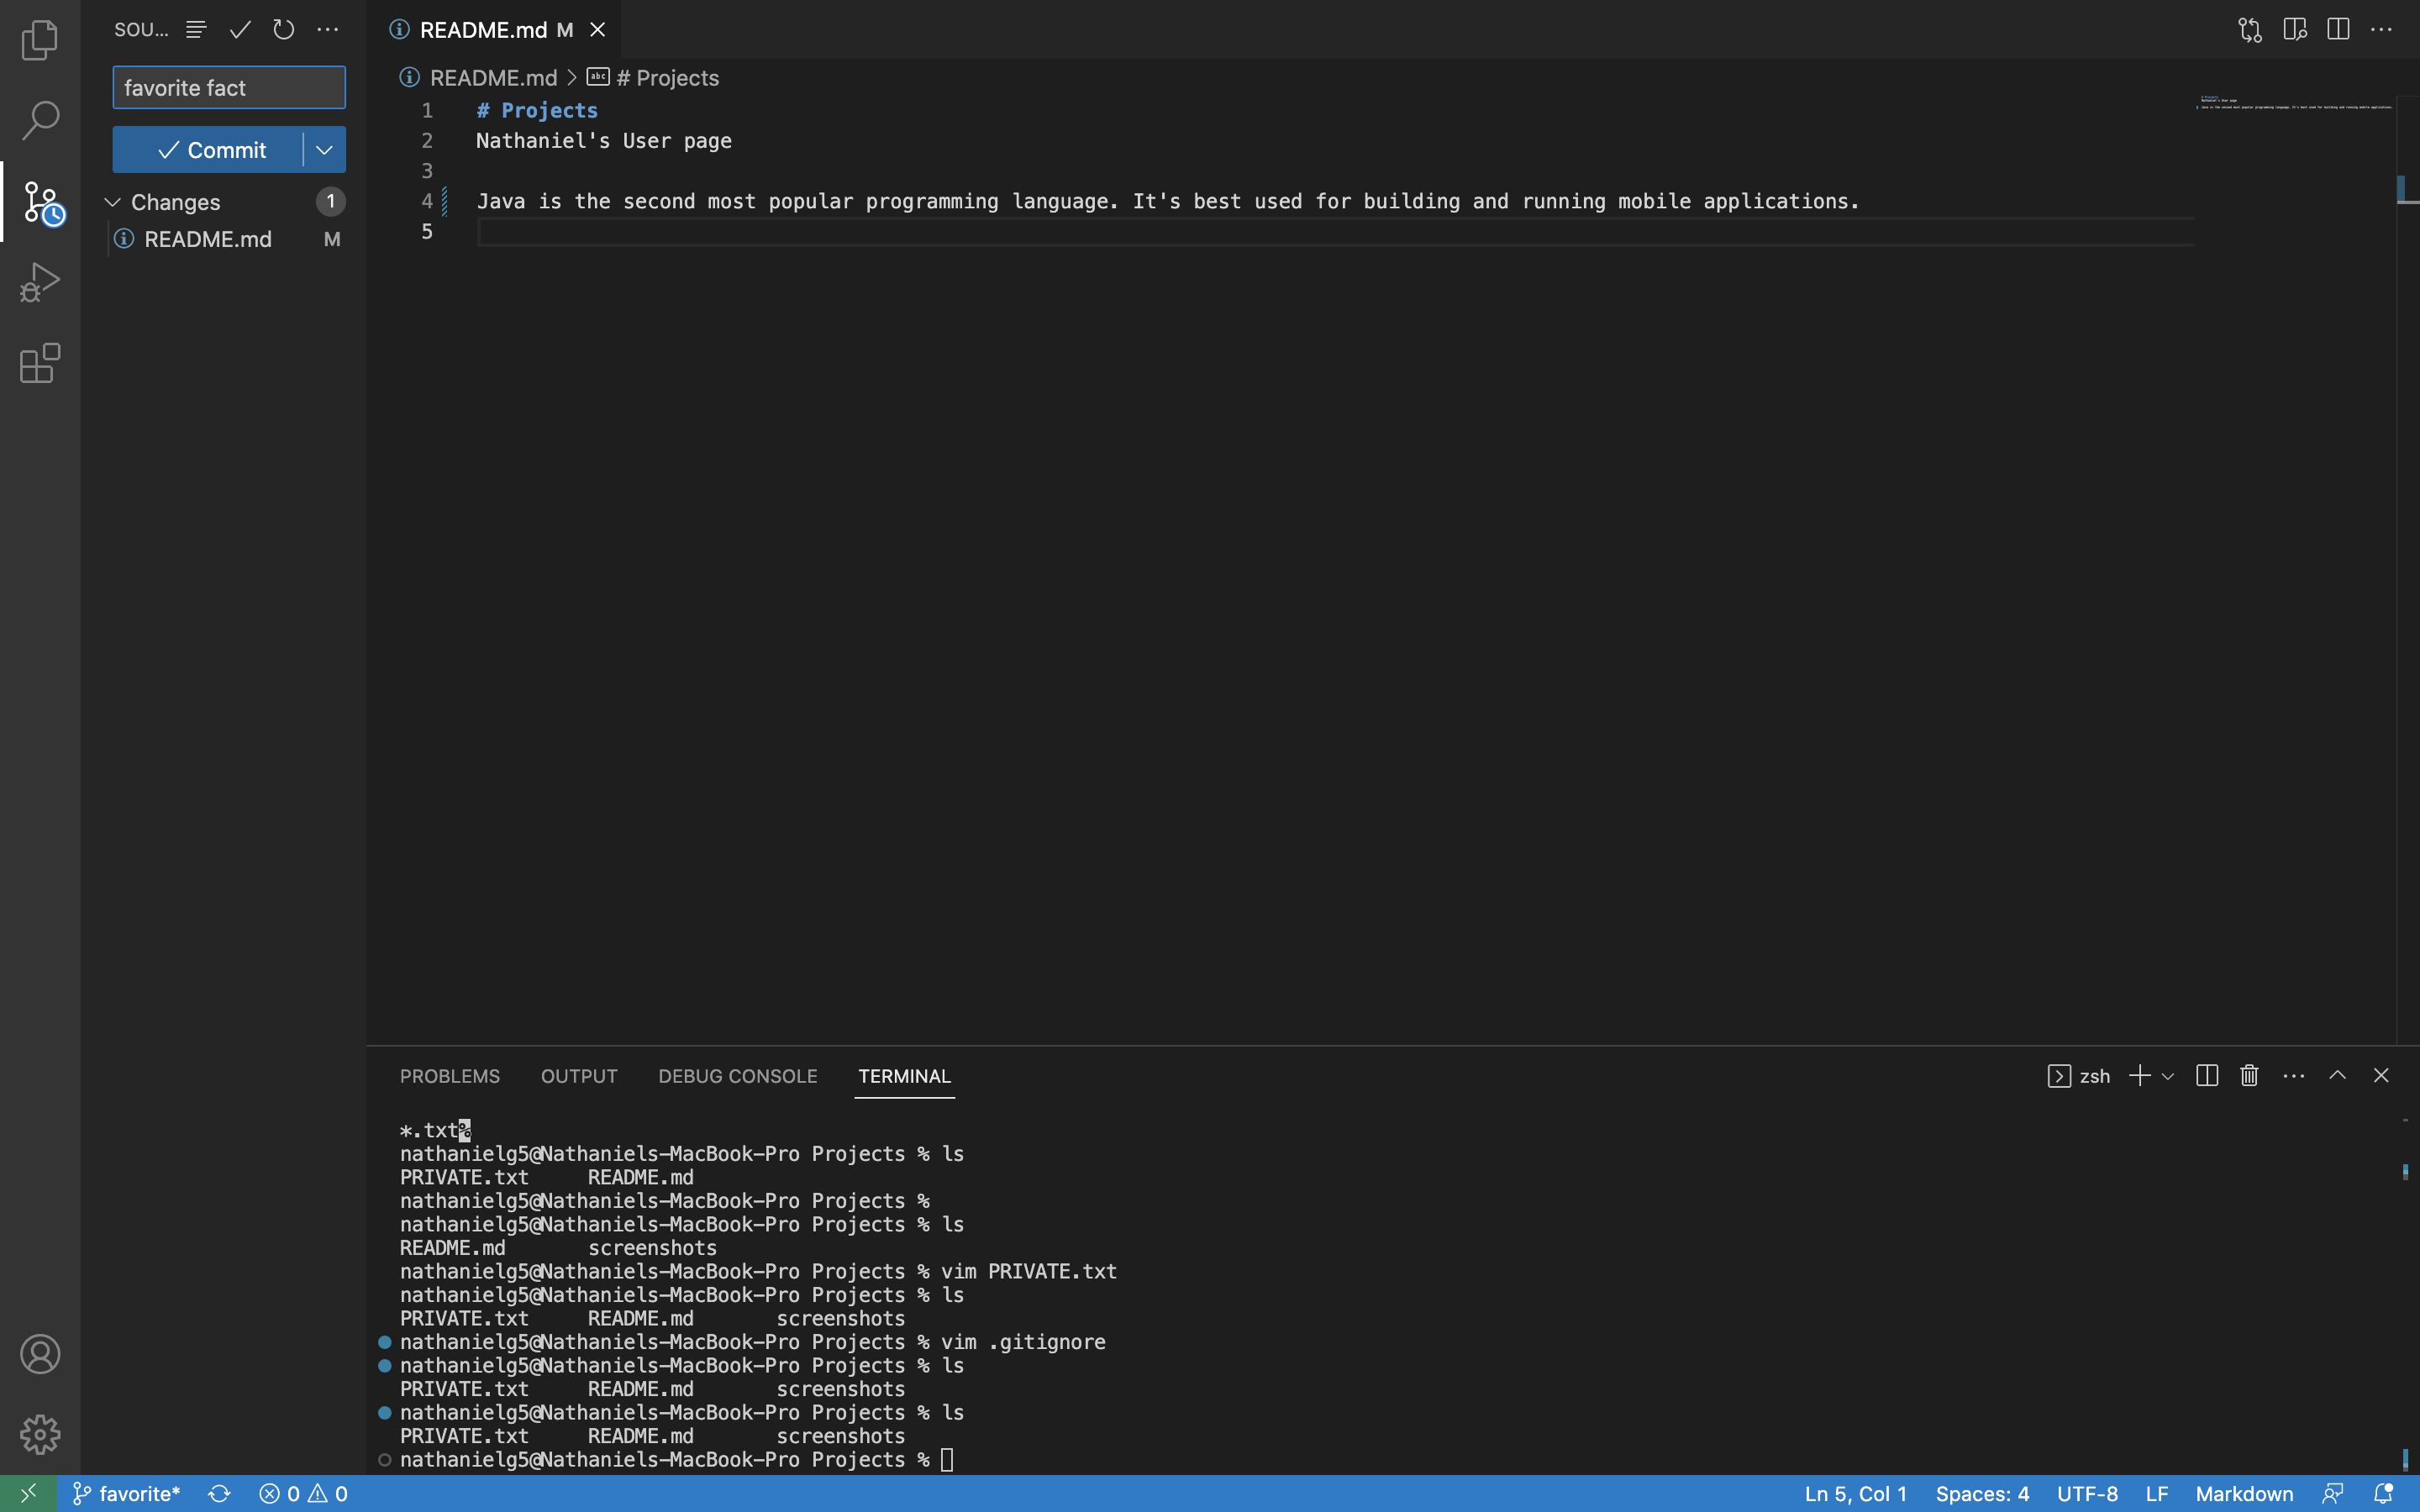 SOU...
README.md M
favorite fact
README.md > # Projects
Commit
Changes 1
README.md M
1 # Projects
2 Nathaniel's User page
3
4 Java is the second most popular programming language. It's best used for building and running mobile applications.
5
PROBLEMS OUTPUT DEBUG CONSOLE TERMINAL zsh
*.txt%
nathanielg5@Nathaniels-MacBook-Pro Projects % ls
PRIVATE.txt README.md
nathanielg5@Nathaniels-MacBook-Pro Projects %
nathanielg5@Nathaniels-MacBook-Pro Projects % ls
README.md screenshots
nathanielg5@Nathaniels-MacBook-Pro Projects % vim PRIVATE.txt
nathanielg5@Nathaniels-MacBook-Pro Projects % ls
PRIVATE.txt README.md screenshots
nathanielg5@Nathaniels-MacBook-Pro Projects % vim .gitignore
nathanielg5@Nathaniels-MacBook-Pro Projects % ls
PRIVATE.txt README.md screenshots
nathanielg5@Nathaniels-MacBook-Pro Projects % ls
PRIVATE.txt README.md screenshots
nathanielg5@Nathaniels-MacBook-Pro Projects %
favorite* 0 0 Ln 5, Col 1 Spaces: 4 UTF-8 LF Markdown